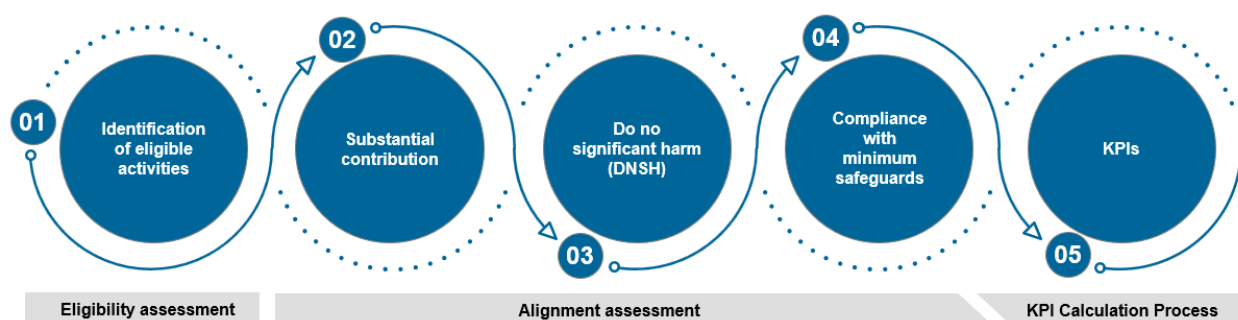 01
Identification
of eligible
activities
02
Substantial
contribution
Do no
significant harm
(DNSH)
03
04
Compliance
with
minimum
safeguards
KPIs
05
Eligibility assessment
Alignment assessment
KPI Calculation Process